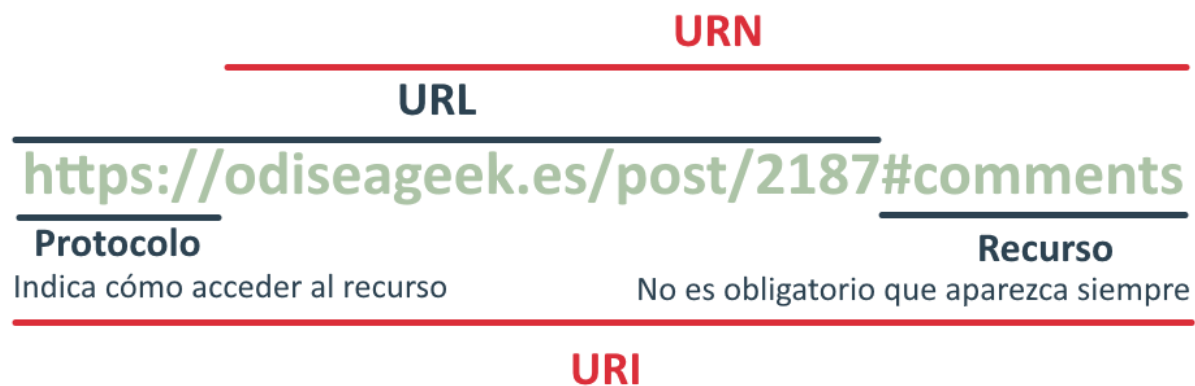 URN
URL
https://odiseageek.es/post/2187#comments
Protocolo
Indica cómo acceder al recurso
Recurso
No es obligatorio que aparezca siempre
URI